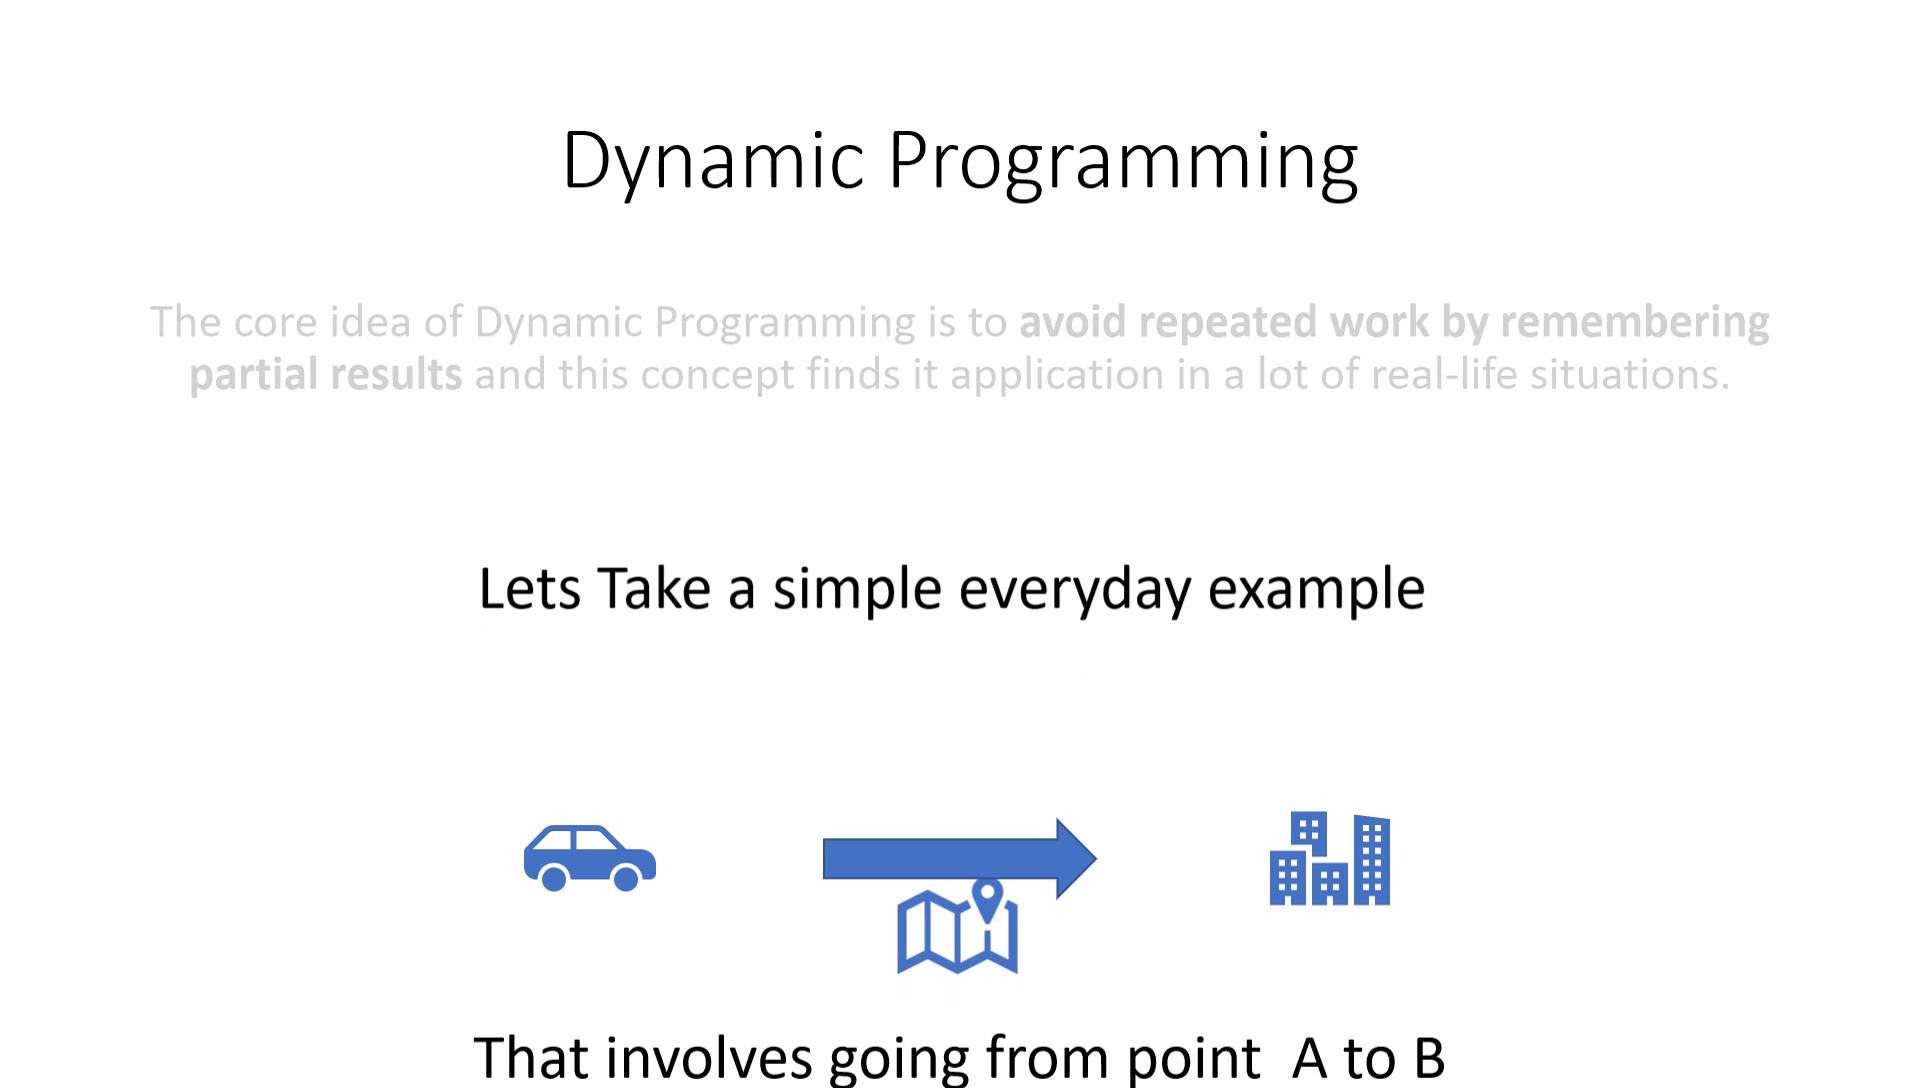 Dynamic Programming
The core idea of Dynamic Programming is to avoid repeated work by remembering
partial results and this concept finds it application in a lot of real-life situations.
Lets Take a simple everyday example
That involves going from point  A to B